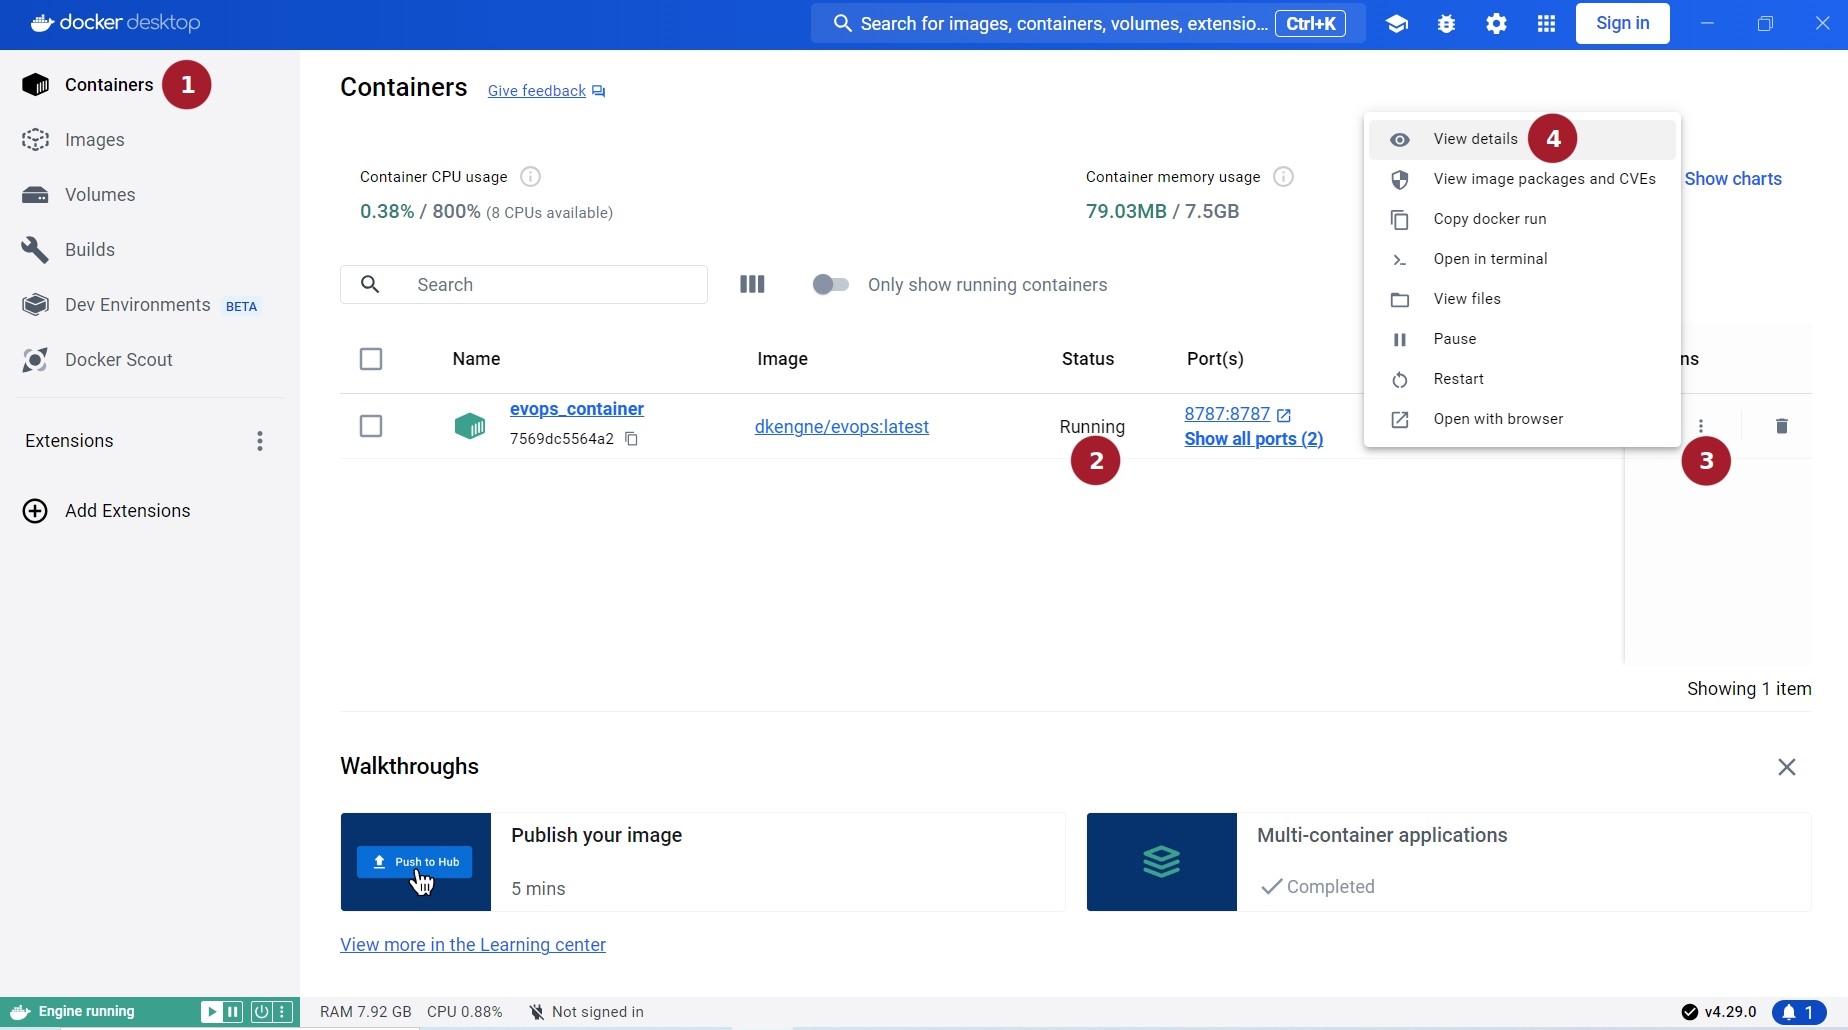 docker desktop
Search for images, containers, volumes, extensio... Ctrl+K
Sign in
Containers
1
Images
Volumes
Builds
Dev Environments BETA
Docker Scout
Extensions
Add Extensions
Containers Give feedback
Container CPU usage
0.38% / 800% (8 CPUs available)
Container memory usage
79.03MB / 7.5GB
Show charts
Search
Only show running containers
Name Image Status Port(s) ns
evops_container
7569dc5564a2
dkengne/evops:latest
Running
2
8787:8787
Show all ports (2)
3
View details
4
View image packages and CVEs
Copy docker run
Open in terminal
View files
Pause
Restart
Open with browser
Showing 1 item
Walkthroughs
Push to Hub
Publish your image
5 mins
Multi-container applications
Completed
View more in the Learning center
Engine running
RAM 7.92 GB CPU 0.88% Not signed in
v4.29.0
1